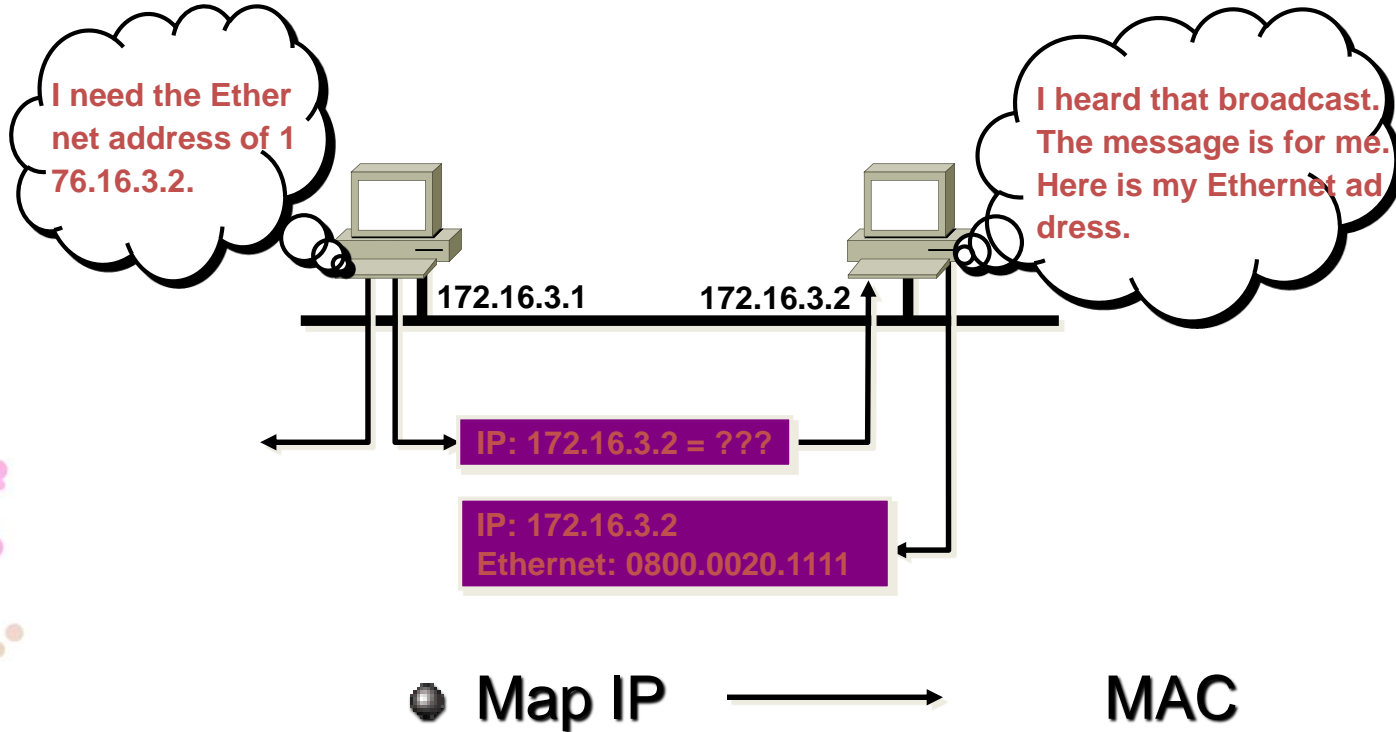 I need the Ether
net address of 1
76.16.3.2.
I heard that broadcast.
The message is for me.
Here is my Ethernet ad
dress.
172.16.3.1
172.16.3.2
IP: 172.16.3.2 = ???
IP: 172.16.3.2
Ethernet: 0800.0020.1111
Map IP
MAC